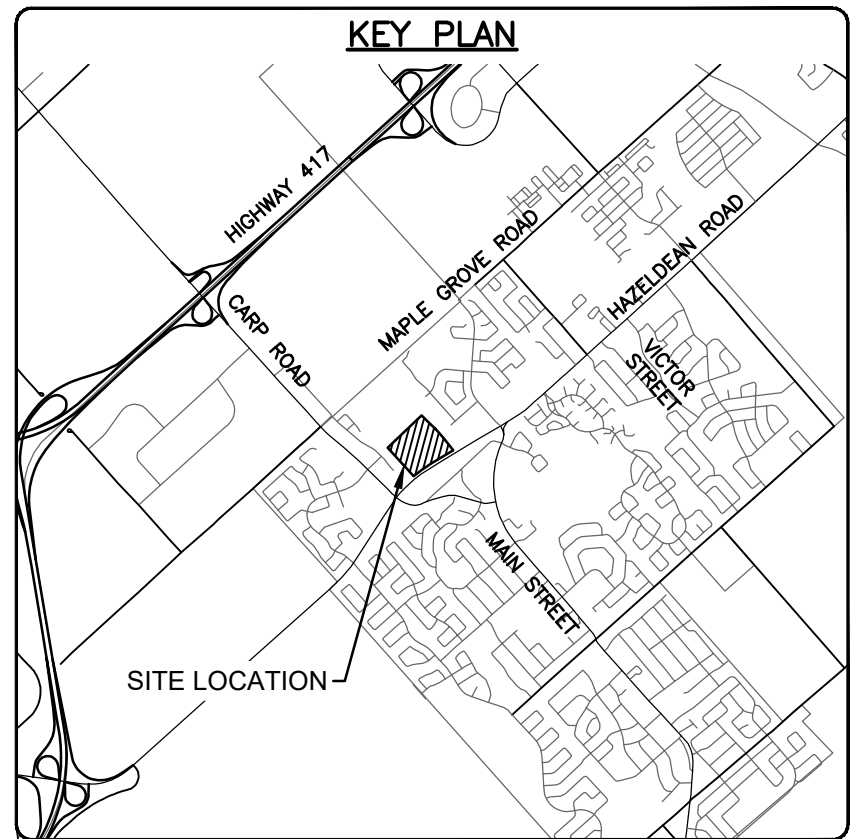 KEY PLAN
HIGHWAY 417
MAPLE GROVE ROAD
HAZELDEAN ROAD
CARP ROAD
VICTOR
STREET
MAIN STREET
SITE LOCATION